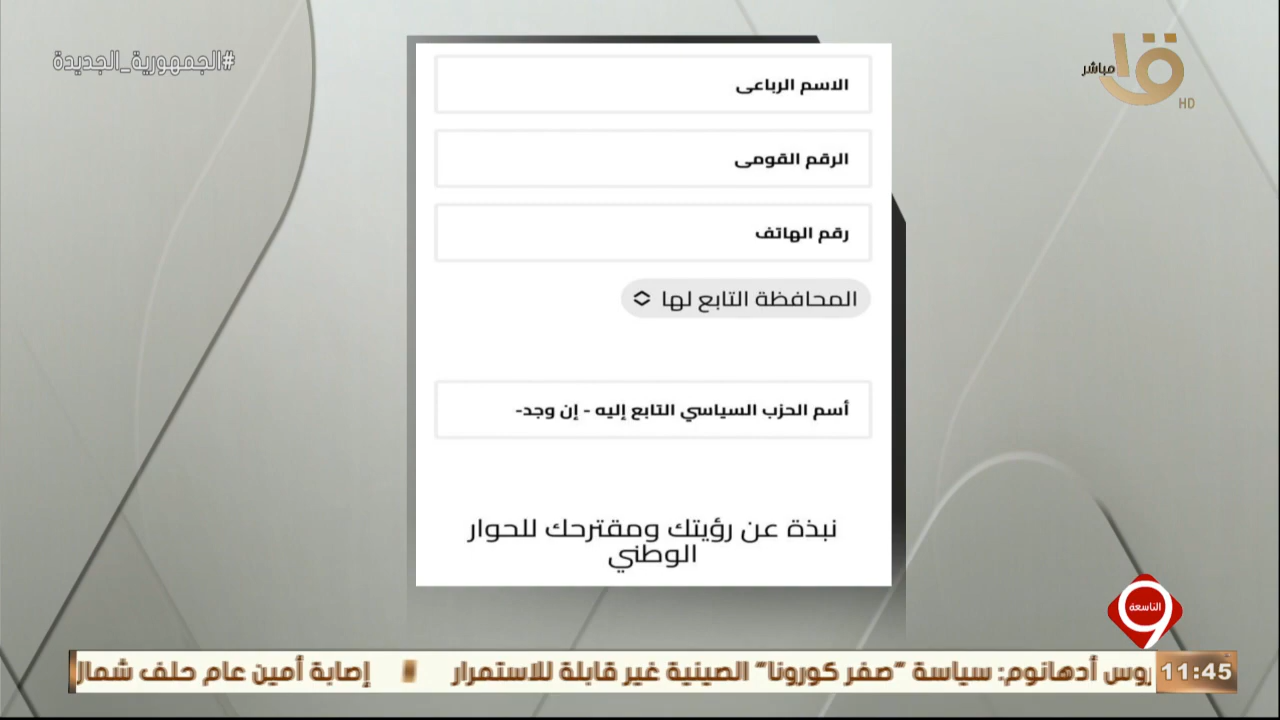 #الجمهورية_الجديدة
مباشر
HD
الاسم الرباعى
الرقم القومى
رقم الهاتف
المحافظة التابع لها
أسم الحزب السياسي التابع إليه - إن وجد-
نبذة عن رؤيتك ومقترحك للحوار
الوطني
التاسعة
9
11:45
روس أدهانوم: سياسة "صفر كورونا" الصينية غير قابلة للاستمرار
إصابة أمين عام حلف شمال